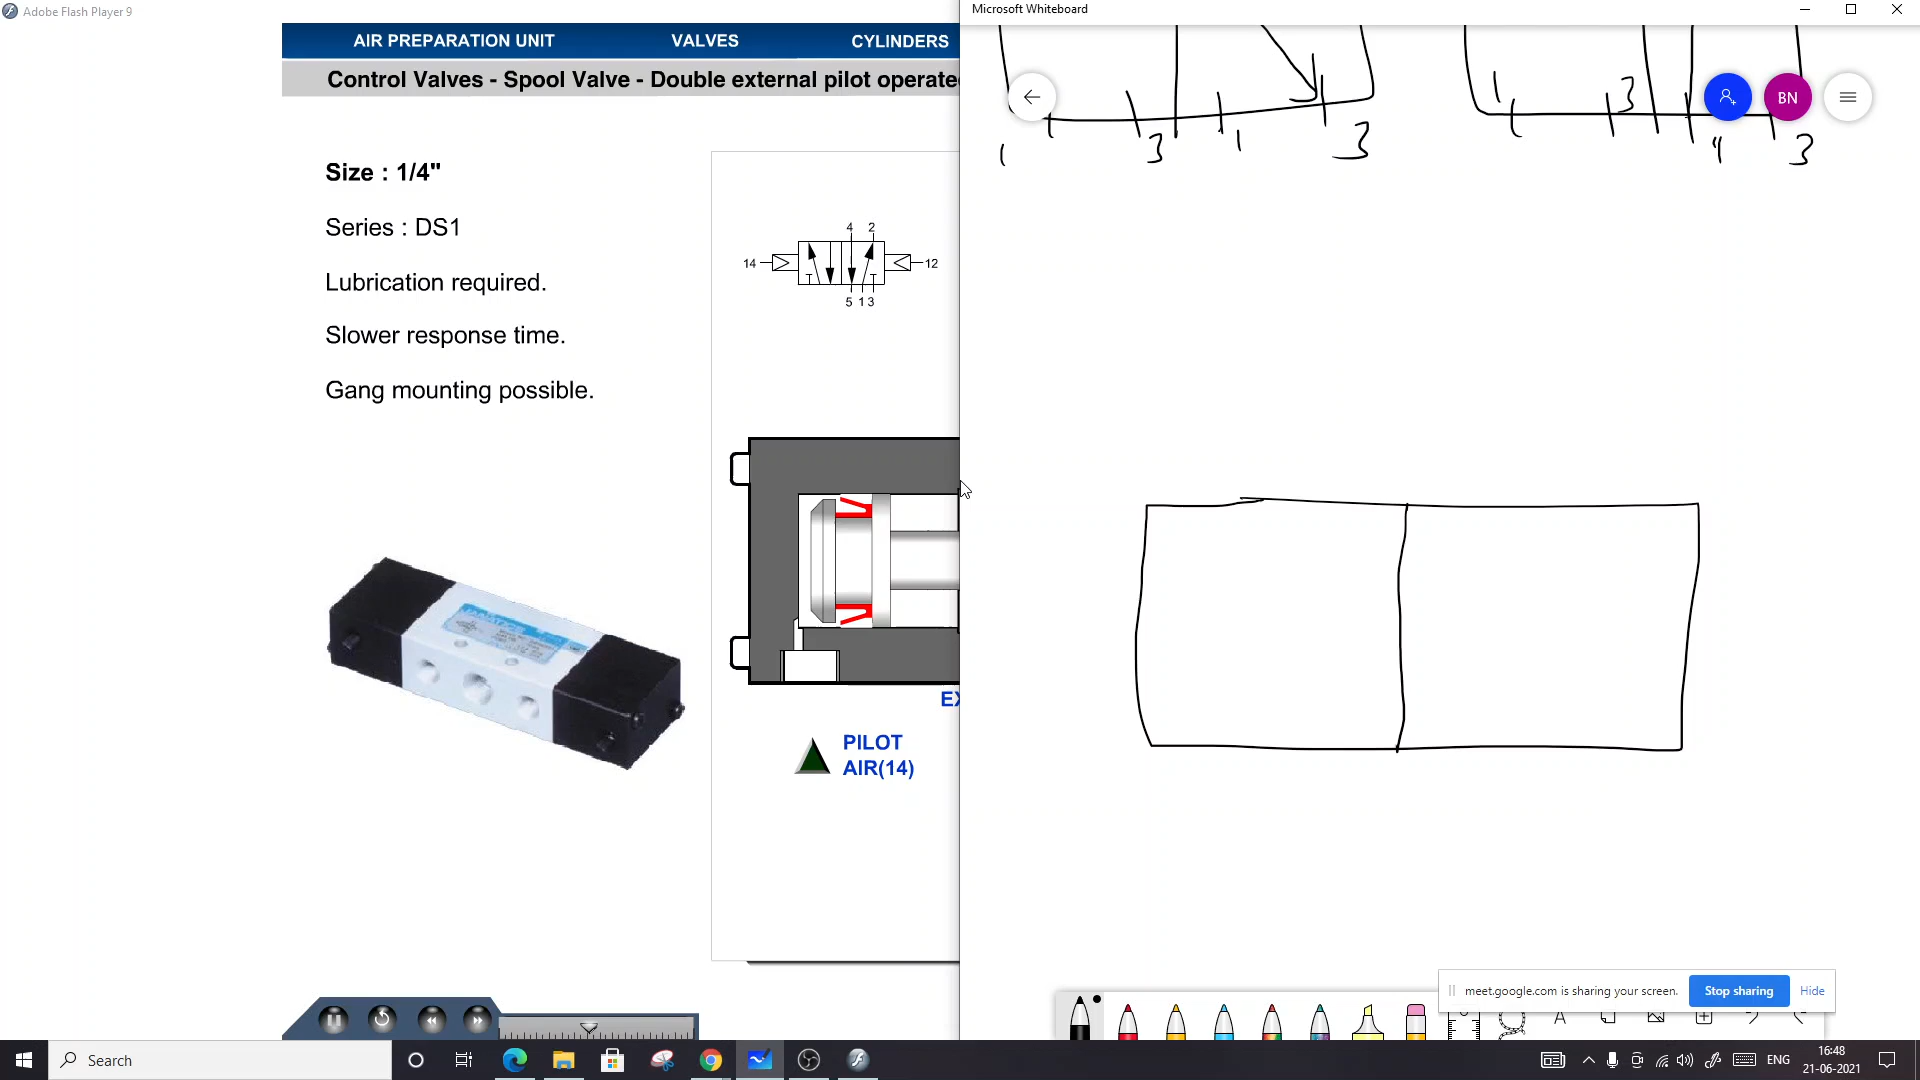 Adobe Flash Player 9
Microsoft Whiteboard
AIR PREPARATION UNIT VALVES CYLINDERS
Control Valves - Spool Valve - Double external pilot operate
Size : 1/4"
Series : DS1
Lubrication required.
Slower response time.
Gang mounting possible.
4 2
14 12
5 1 3
EX
PILOT
AIR(14)
BN
1 3 1 3
1 3 1 3
meet.google.com is sharing your screen. Stop sharing Hide
Search
ENG
16:48
21-06-2021